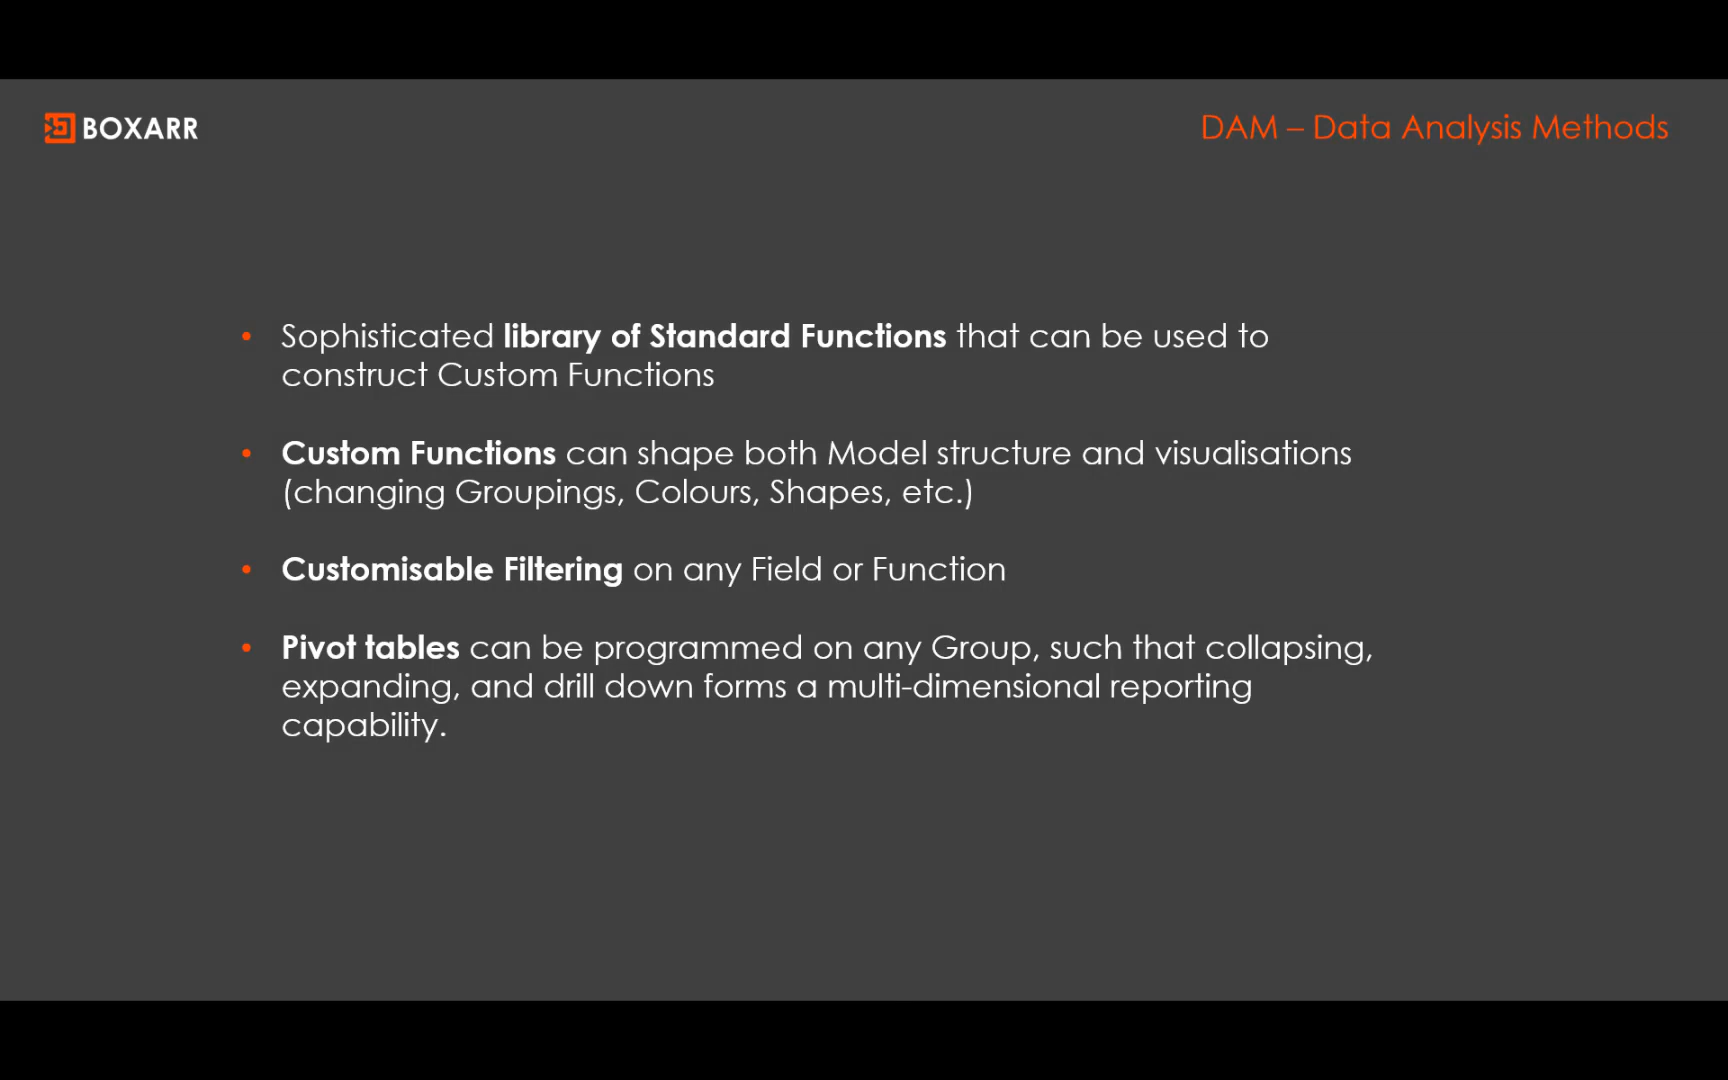 BOXARR
DAM – Data Analysis Methods
• Sophisticated library of Standard Functions that can be used to
construct Custom Functions
• Custom Functions can shape both Model structure and visualisations
(changing Groupings, Colours, Shapes, etc.)
• Customisable Filtering on any Field or Function
• Pivot tables can be programmed on any Group, such that collapsing,
expanding, and drill down forms a multi-dimensional reporting
capability.